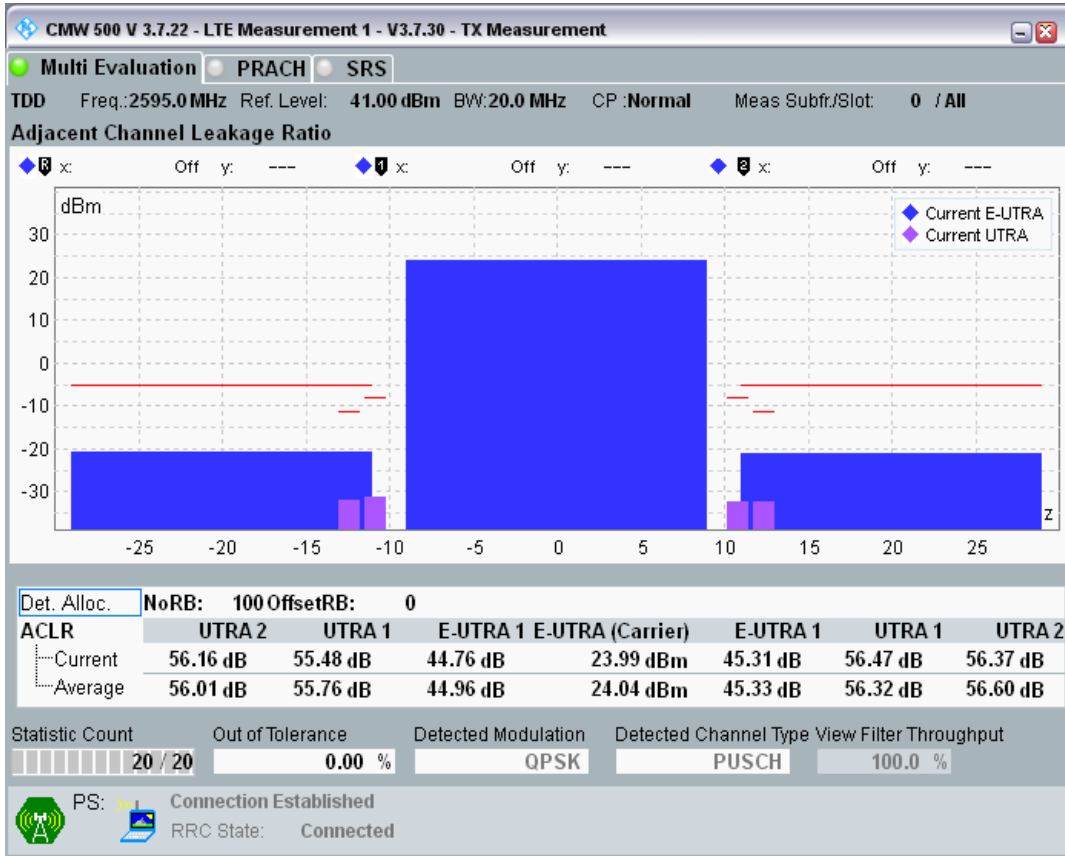 CMW 500 V 3.7.22 - LTE Measurement 1 - V3.7.30 - TX Measurement
Multi Evaluation PRACH SRS
TDD Freq.:2595.0 MHz Ref. Level: 41.00 dBm BW:20.0 MHz CP :Normal Meas Subfr./Slot: 0 / All
Adjacent Channel Leakage Ratio
R x: Off y: --- 1 x: Off y: --- 2 x: Off y: ---
dBm
Current E-UTRA
Current UTRA
30
20
10
0
-10
-20
-30
z
-25 -20 -15 -10 -5 0 5 10 15 20 25
Det. Alloc. NoRB: 100 OffsetRB: 0
ACLR UTRA 2 UTRA 1 E-UTRA 1 E-UTRA (Carrier) E-UTRA 1 UTRA 1 UTRA 2
Current 56.16 dB 55.48 dB 44.76 dB 23.99 dBm 45.31 dB 56.47 dB 56.37 dB
Average 56.01 dB 55.76 dB 44.96 dB 24.04 dBm 45.33 dB 56.32 dB 56.60 dB
Statistic Count Out of Tolerance Detected Modulation Detected Channel Type View Filter Throughput
20 / 20 0.00 % QPSK PUSCH 100.0 %
PS: Connection Established
RRC State: Connected